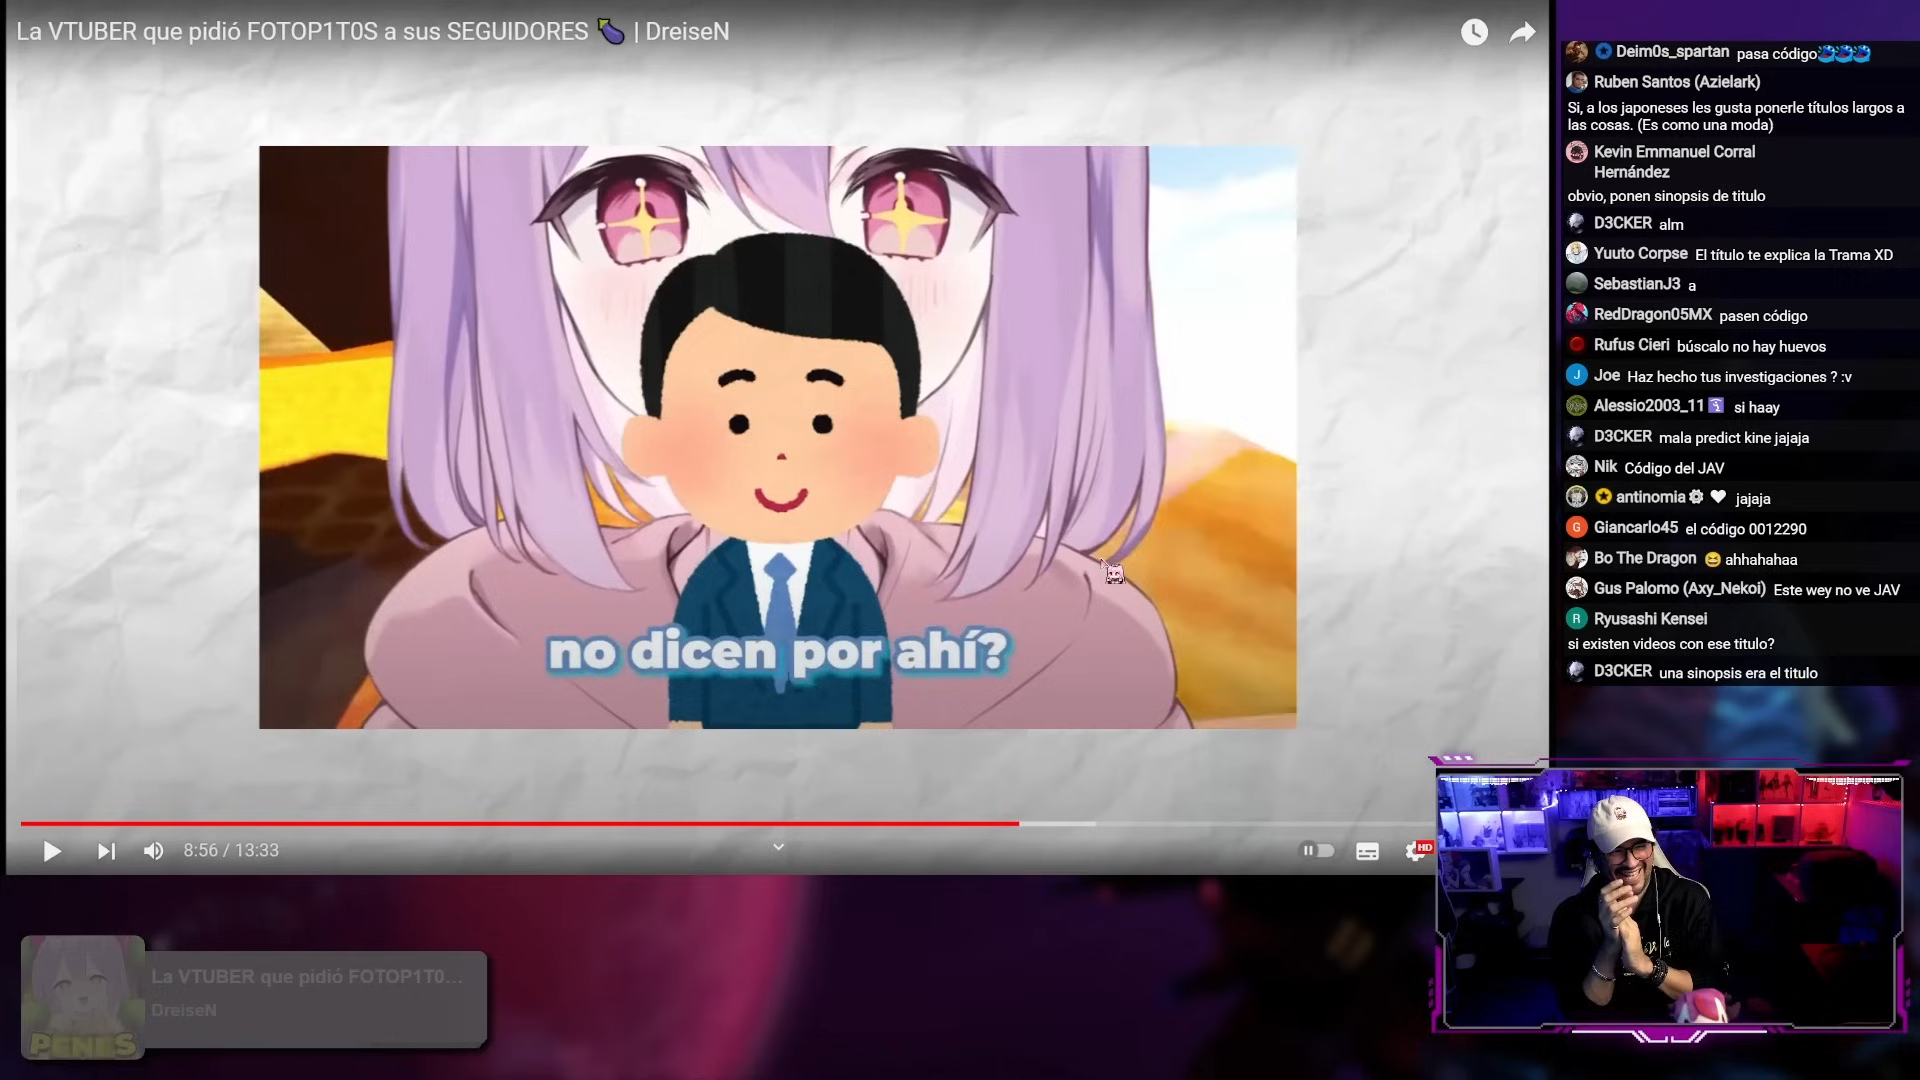 La VTUBER que pidió FOTOP1T0S a sus SEGUIDORES 🍆 | DreiseN
no dicen por ahí?
8:56 / 13:33
HD
La VTUBER que pidió FOTOP1T0...
DreiseN
PENES
Deim0s_spartan pasa código
Ruben Santos (Azielark)
Si, a los japoneses les gusta ponerle títulos largos a
las cosas. (Es como una moda)
Kevin Emmanuel Corral
Hernández
obvio, ponen sinopsis de titulo
D3CKER alm
Yuuto Corpse El título te explica la Trama XD
SebastianJ3 a
RedDragon05MX pasen código
Rufus Cieri búscalo no hay huevos
J Joe Haz hecho tus investigaciones ? :v
Alessio2003_11 si haay
D3CKER mala predict kine jajaja
Nik Código del JAV
antinomia jajaja
G Giancarlo45 el código 0012290
Bo The Dragon 😆 ahhahahaa
Gus Palomo (Axy_Nekoi) Este wey no ve JAV
R Ryusashi Kensei
si existen videos con ese titulo?
D3CKER una sinopsis era el titulo